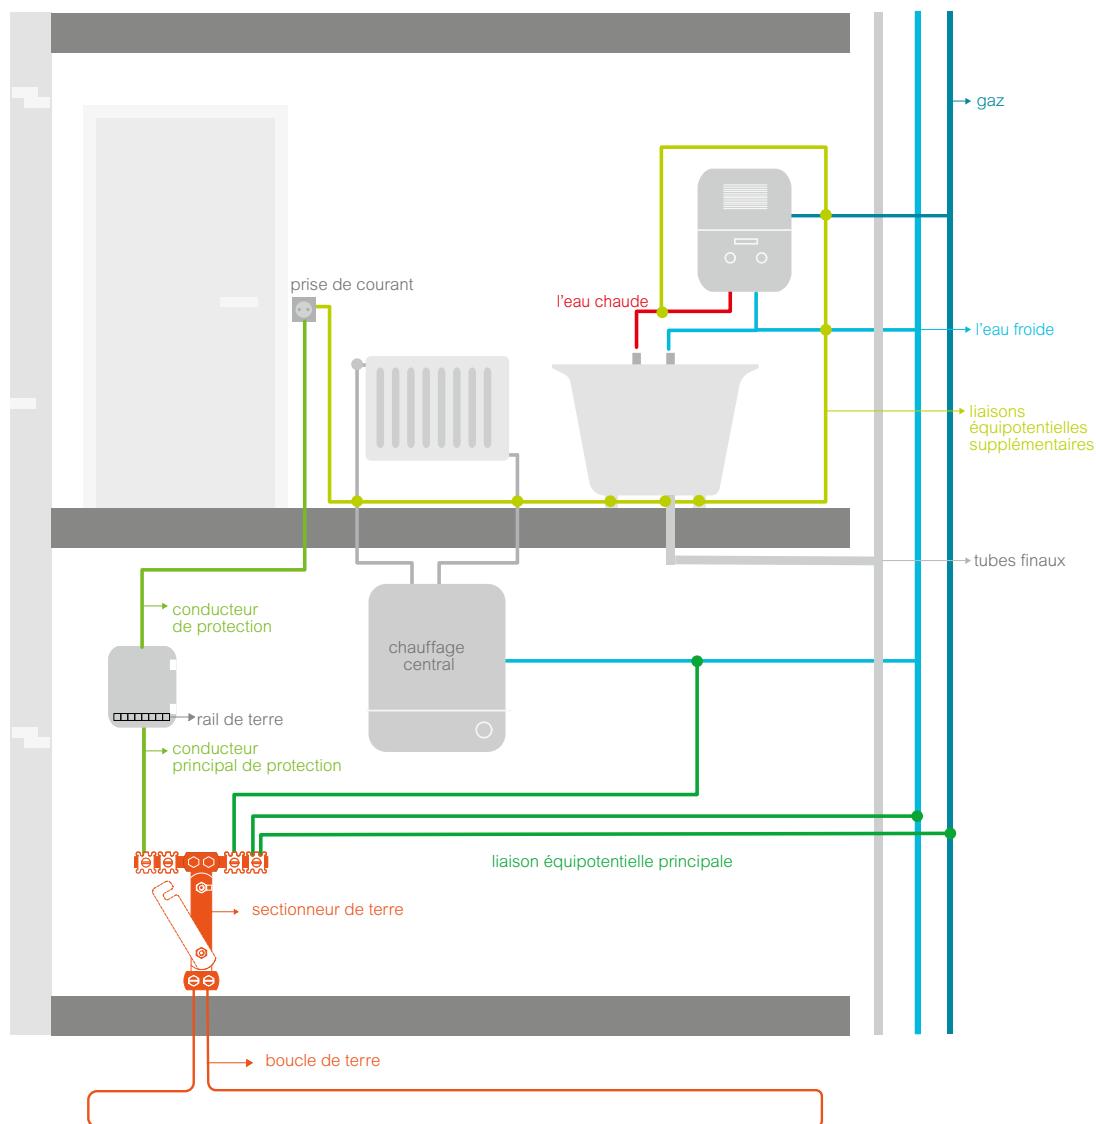 gaz
prise de courant
l'eau chaude
l'eau froide
liaisons
équipotentielles
supplémentaires
tubes finaux
conducteur
de protection
chauffage
central
rail de terre
conducteur
principal de protection
liaison équipotentielle principale
sectionneur de terre
boucle de terre